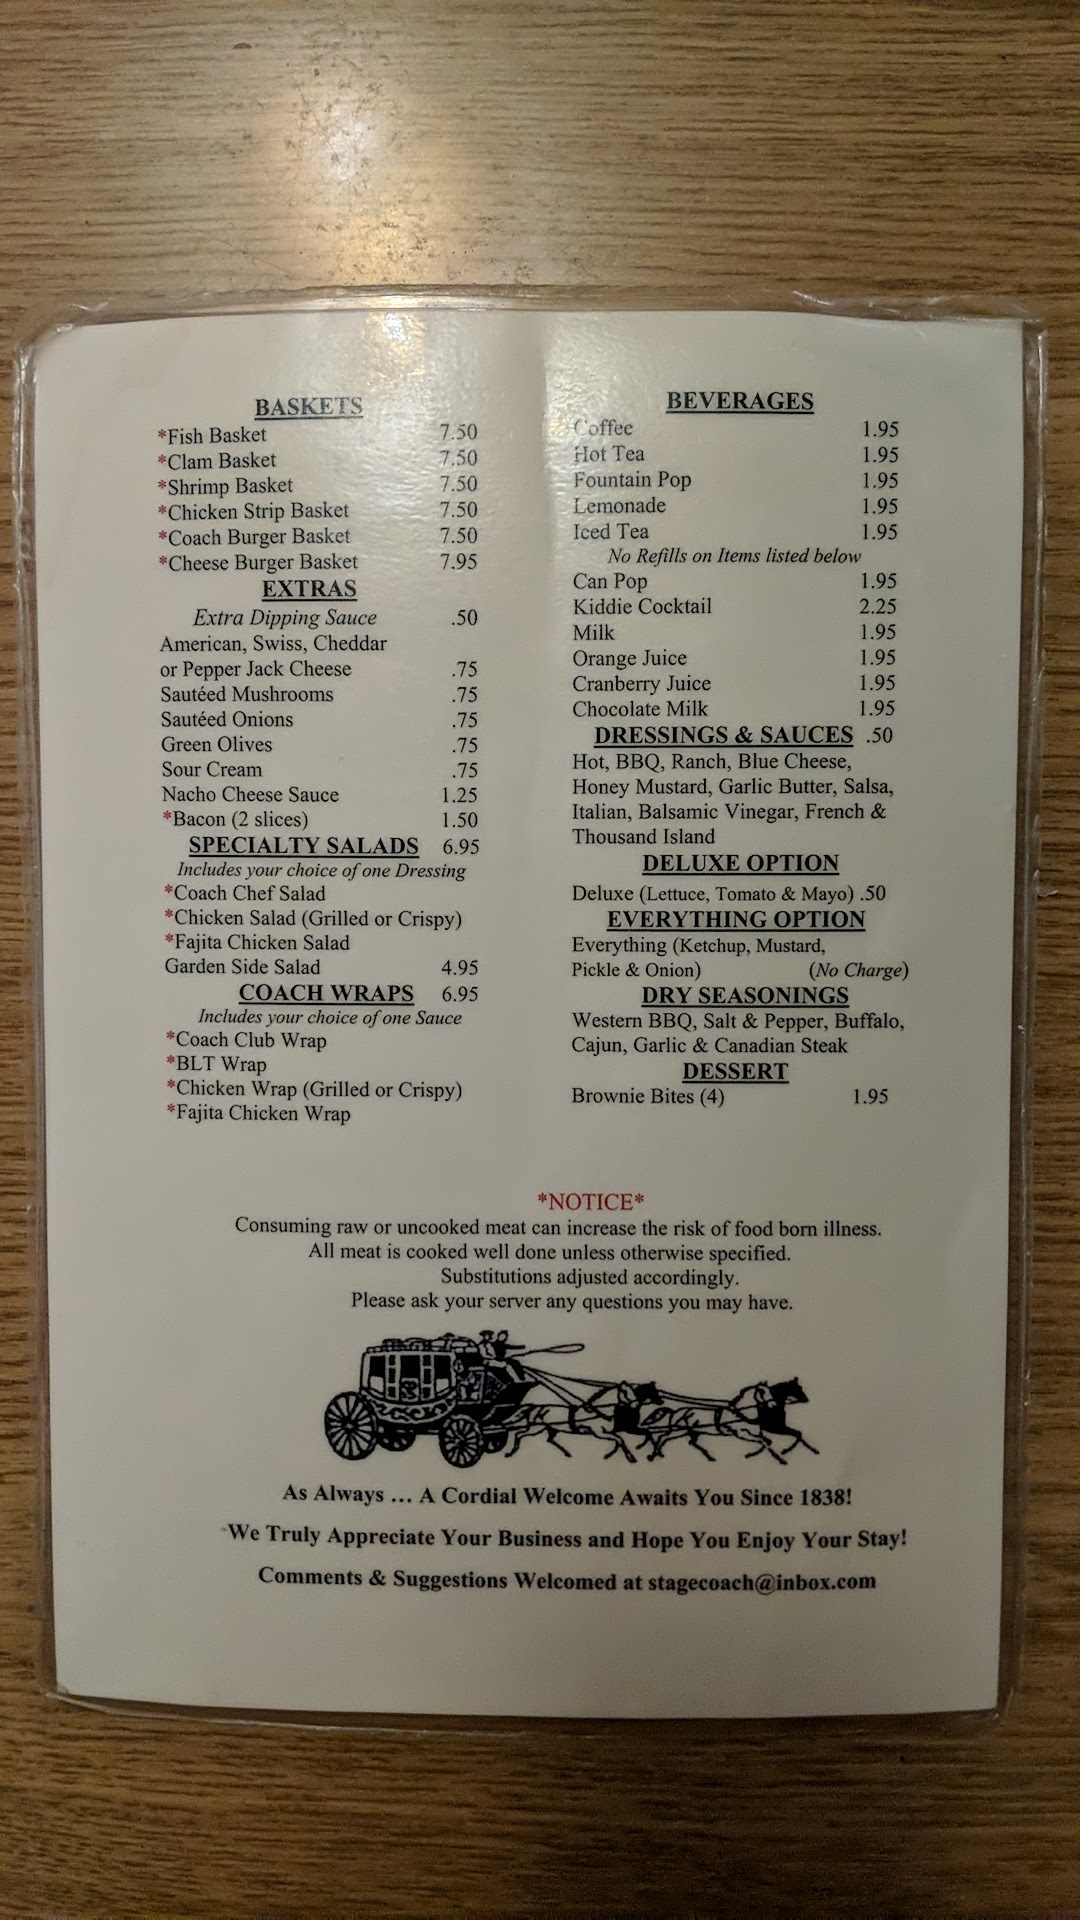 BASKETS
*Fish Basket 7.50
*Clam Basket 7.50
*Shrimp Basket 7.50
*Chicken Strip Basket 7.50
*Coach Burger Basket 7.50
*Cheese Burger Basket 7.95
EXTRAS
Extra Dipping Sauce .50
American, Swiss, Cheddar
or Pepper Jack Cheese .75
Sautéed Mushrooms .75
Sautéed Onions .75
Green Olives .75
Sour Cream .75
Nacho Cheese Sauce 1.25
*Bacon (2 slices) 1.50
SPECIALTY SALADS 6.95
Includes your choice of one Dressing
*Coach Chef Salad
*Chicken Salad (Grilled or Crispy)
*Fajita Chicken Salad
Garden Side Salad 4.95
COACH WRAPS 6.95
Includes your choice of one Sauce
*Coach Club Wrap
*BLT Wrap
*Chicken Wrap (Grilled or Crispy)
*Fajita Chicken Wrap
BEVERAGES
Coffee 1.95
Hot Tea 1.95
Fountain Pop 1.95
Lemonade 1.95
Iced Tea 1.95
No Refills on Items listed below
Can Pop 1.95
Kiddie Cocktail 2.25
Milk 1.95
Orange Juice 1.95
Cranberry Juice 1.95
Chocolate Milk 1.95
DRESSINGS & SAUCES .50
Hot, BBQ, Ranch, Blue Cheese,
Honey Mustard, Garlic Butter, Salsa,
Italian, Balsamic Vinegar, French &
Thousand Island
DELUXE OPTION
Deluxe (Lettuce, Tomato & Mayo) .50
EVERYTHING OPTION
Everything (Ketchup, Mustard,
Pickle & Onion) (No Charge)
DRY SEASONINGS
Western BBQ, Salt & Pepper, Buffalo,
Cajun, Garlic & Canadian Steak
DESSERT
Brownie Bites (4) 1.95
*NOTICE*
Consuming raw or uncooked meat can increase the risk of food born illness.
All meat is cooked well done unless otherwise specified.
Substitutions adjusted accordingly.
Please ask your server any questions you may have.
As Always ... A Cordial Welcome Awaits You Since 1838!
We Truly Appreciate Your Business and Hope You Enjoy Your Stay!
Comments & Suggestions Welcomed at stagecoach@inbox.com